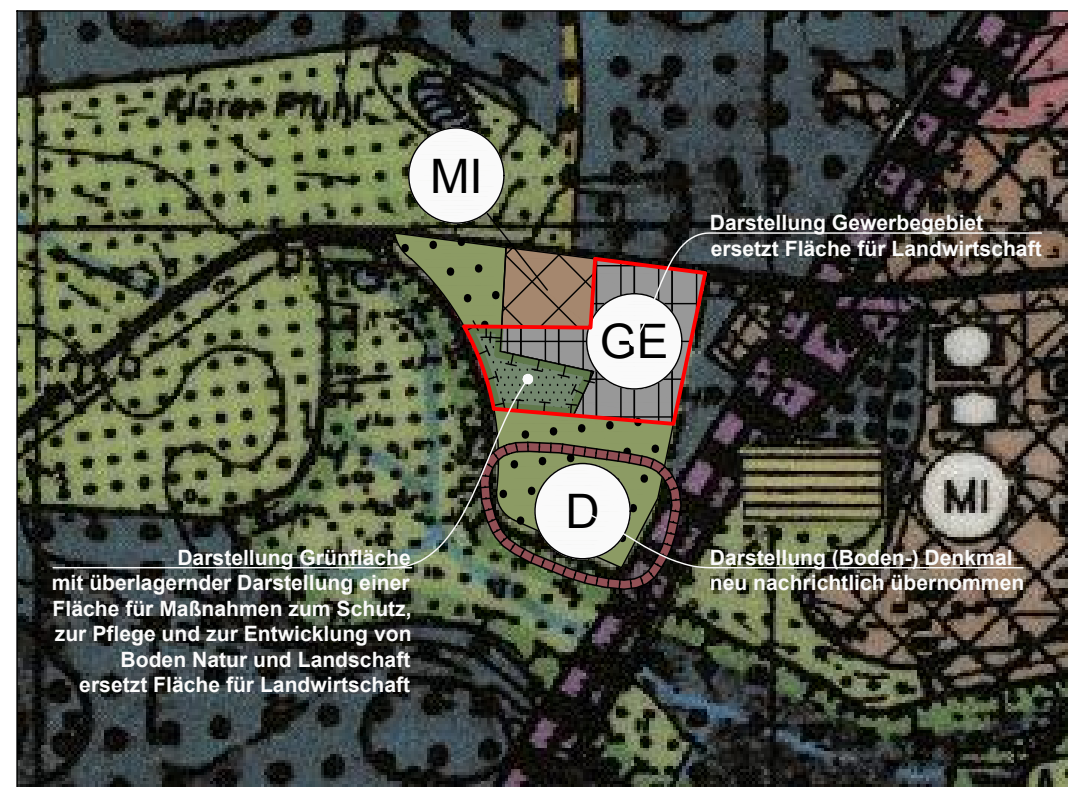 Klarer Pfuhl
MI
Darstellung Gewerbegebiet
ersetzt Fläche für Landwirtschaft
GE
MI
D
Darstellung Grünfläche
mit überlagernder Darstellung einer
Fläche für Maßnahmen zum Schutz,
zur Pflege und zur Entwicklung von
Boden Natur und Landschaft
ersetzt Fläche für Landwirtschaft
Darstellung (Boden-) Denkmal
neu nachrichtlich übernommen